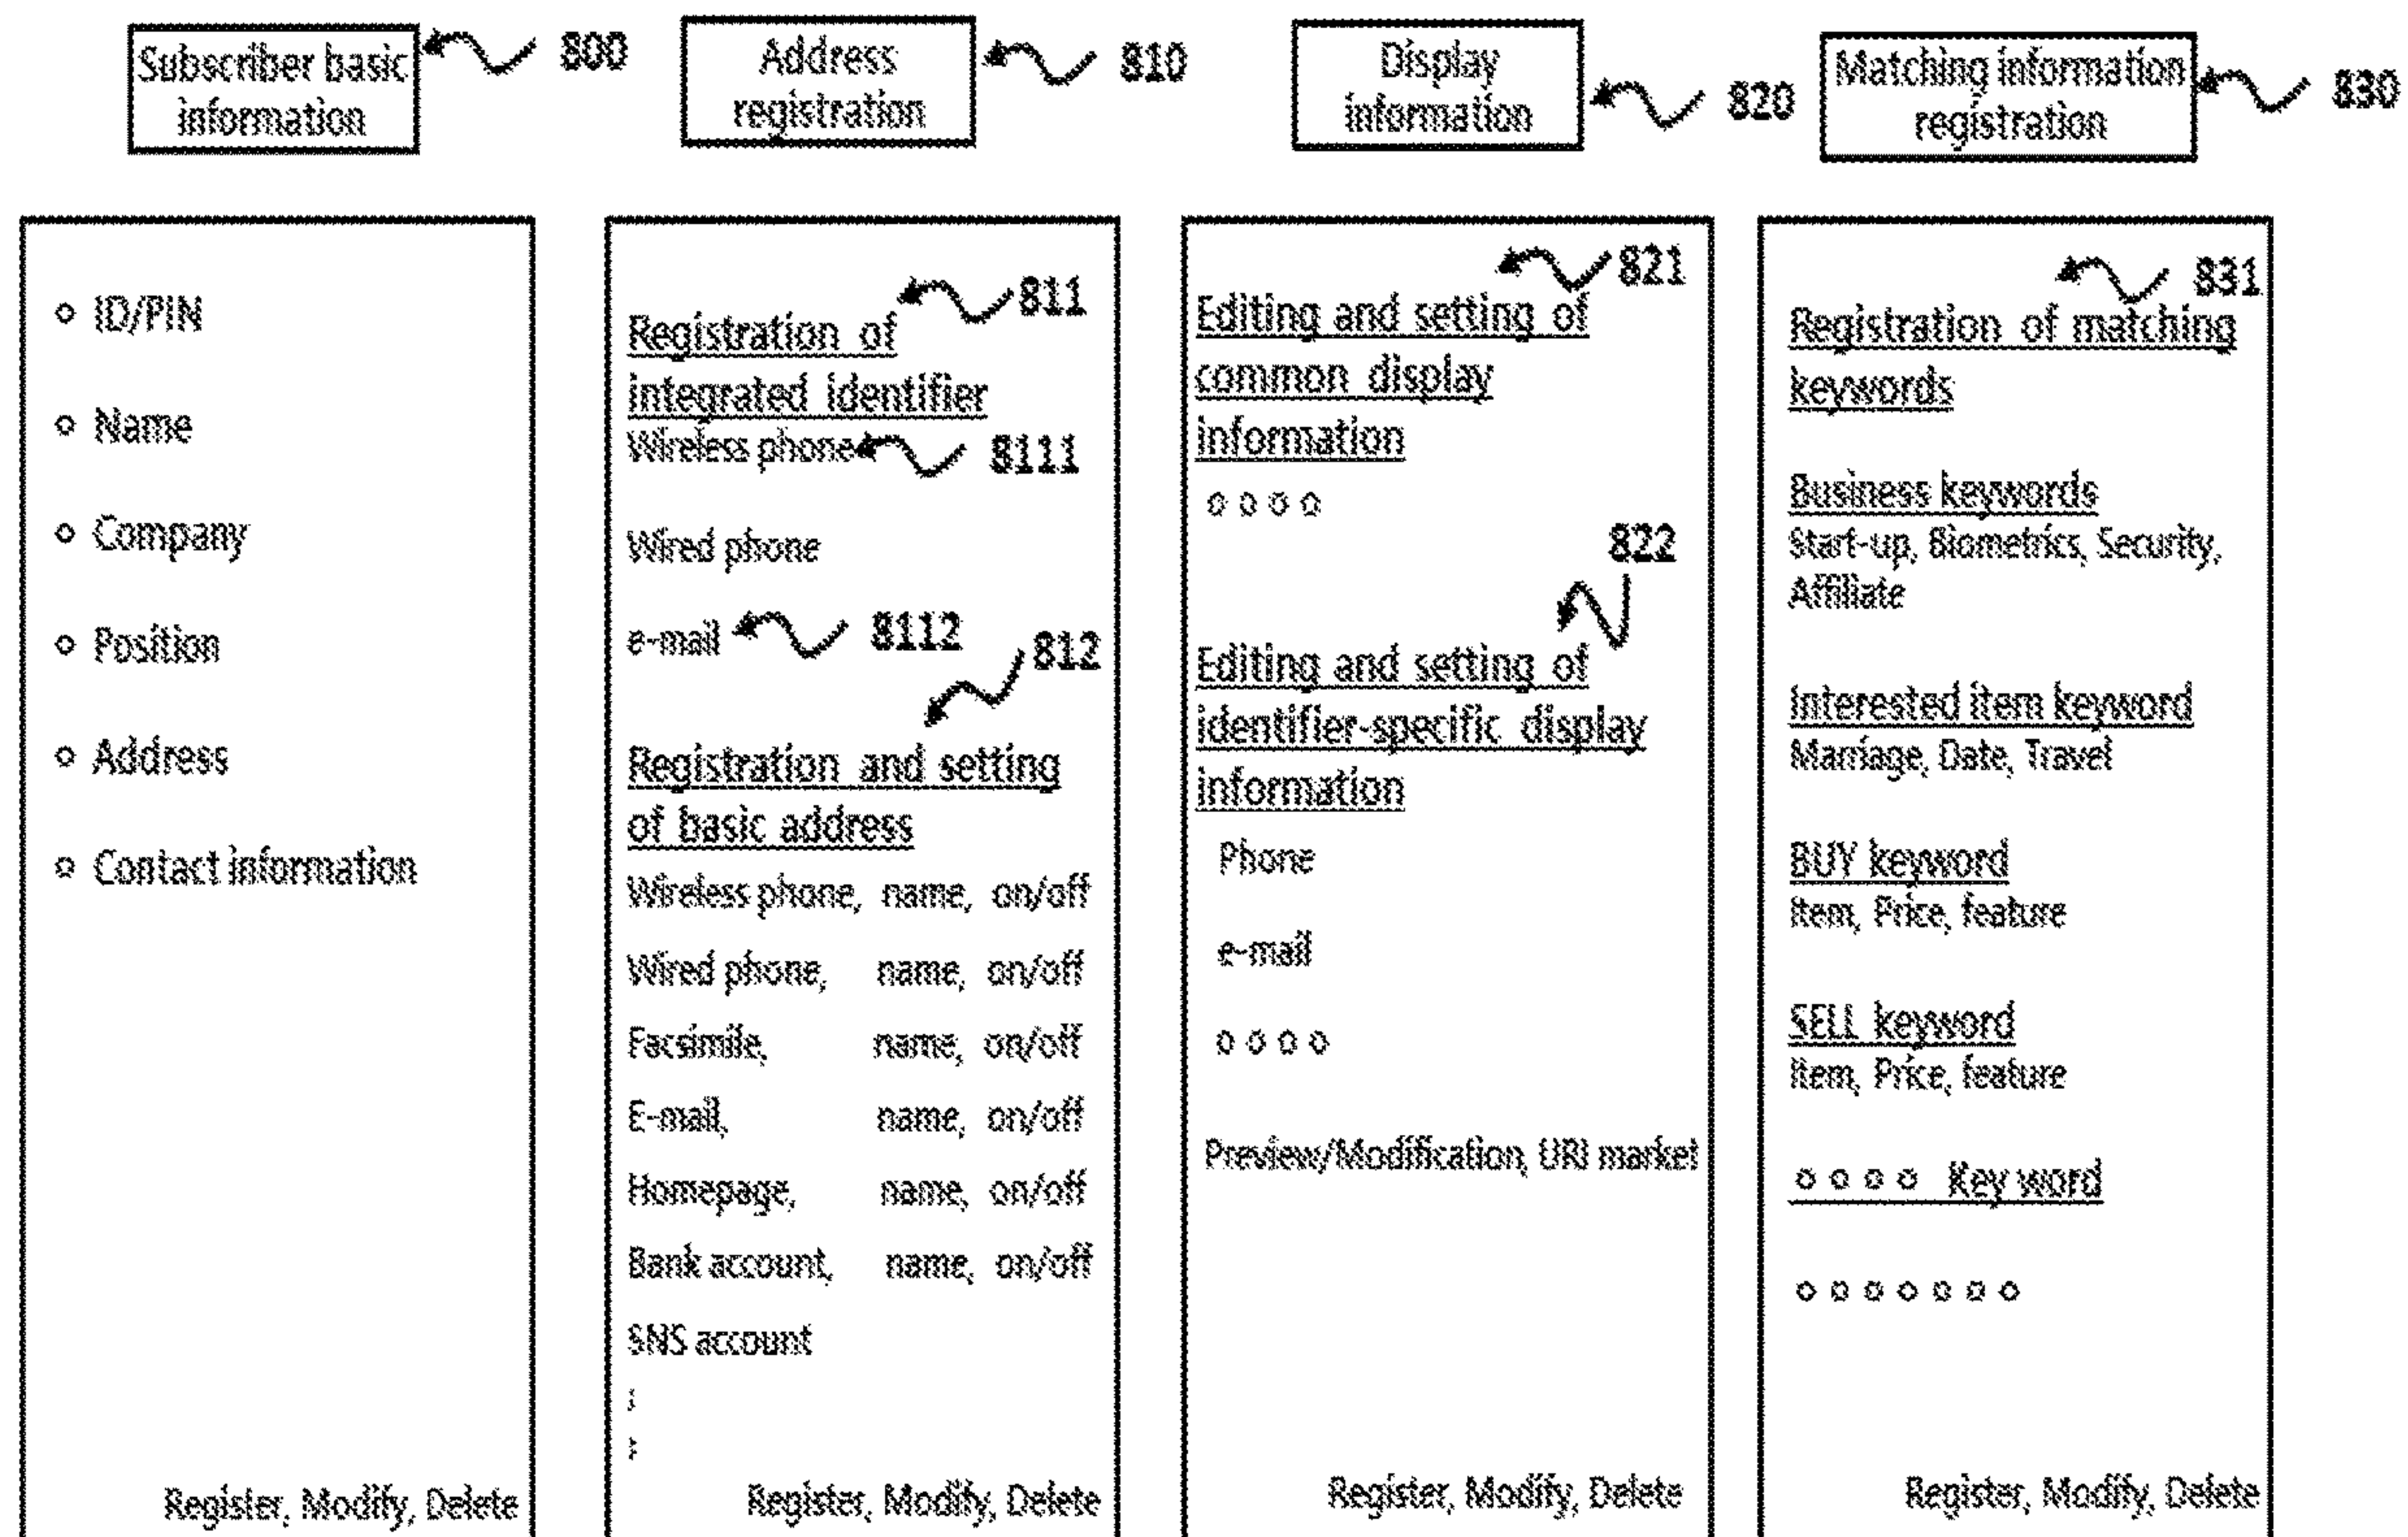 Subscriber basic
information
800
Address
registration
810
Display
information
820
Matching information
registration
830
o ID/PIN
o Name
o Company
o Position
o Address
o Contact information
Register, Modify, Delete
811
Registration of
integrated identifier
Wireless phone
8111
Wired phone
e-mail
8112
812
Registration and setting
of basic address
Wireless phone, name, on/off
Wired phone, name, on/off
Facsimile, name, on/off
E-mail, name, on/off
Homepage, name, on/off
Bank account, name, on/off
SNS account
:
:
Register, Modify, Delete
821
Editing and setting of
common display
information
o o o o
822
Editing and setting of
identifier-specific display
information
Phone
e-mail
o o o o
Preview/Modification, URI market
Register, Modify, Delete
831
Registration of matching
keywords
Business keywords
Start-up, Biometrics, Security,
Affiliate
Interested item keyword
Marriage, Date, Travel
BUY keyword
Item, Price, feature
SELL keyword
Item, Price, feature
o o o o Key word
o o o o o o o
Register, Modify, Delete